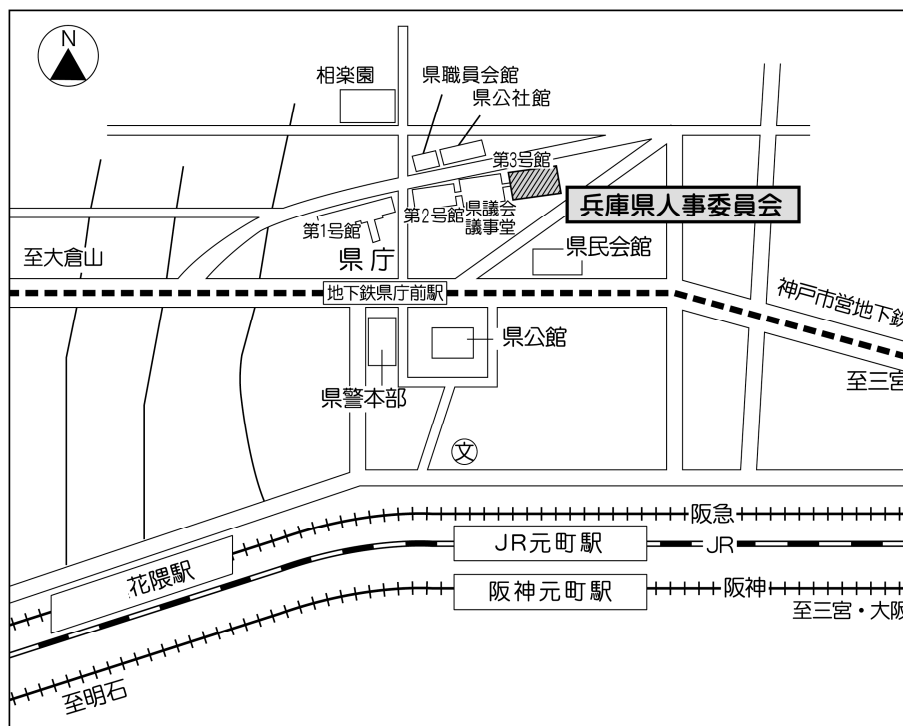 N
相楽園
県職員会館
県公社館
第3号館
兵庫県人事委員会
第2号館
県議会
議事堂
第1号館
県庁
県民会館
至大倉山
地下鉄県庁前駅
神戸市営地下鉄
至三宮
県公館
県警本部
文
阪急
JR元町駅
JR
花隈駅
阪神元町駅
阪神
至三宮・大阪
至明石